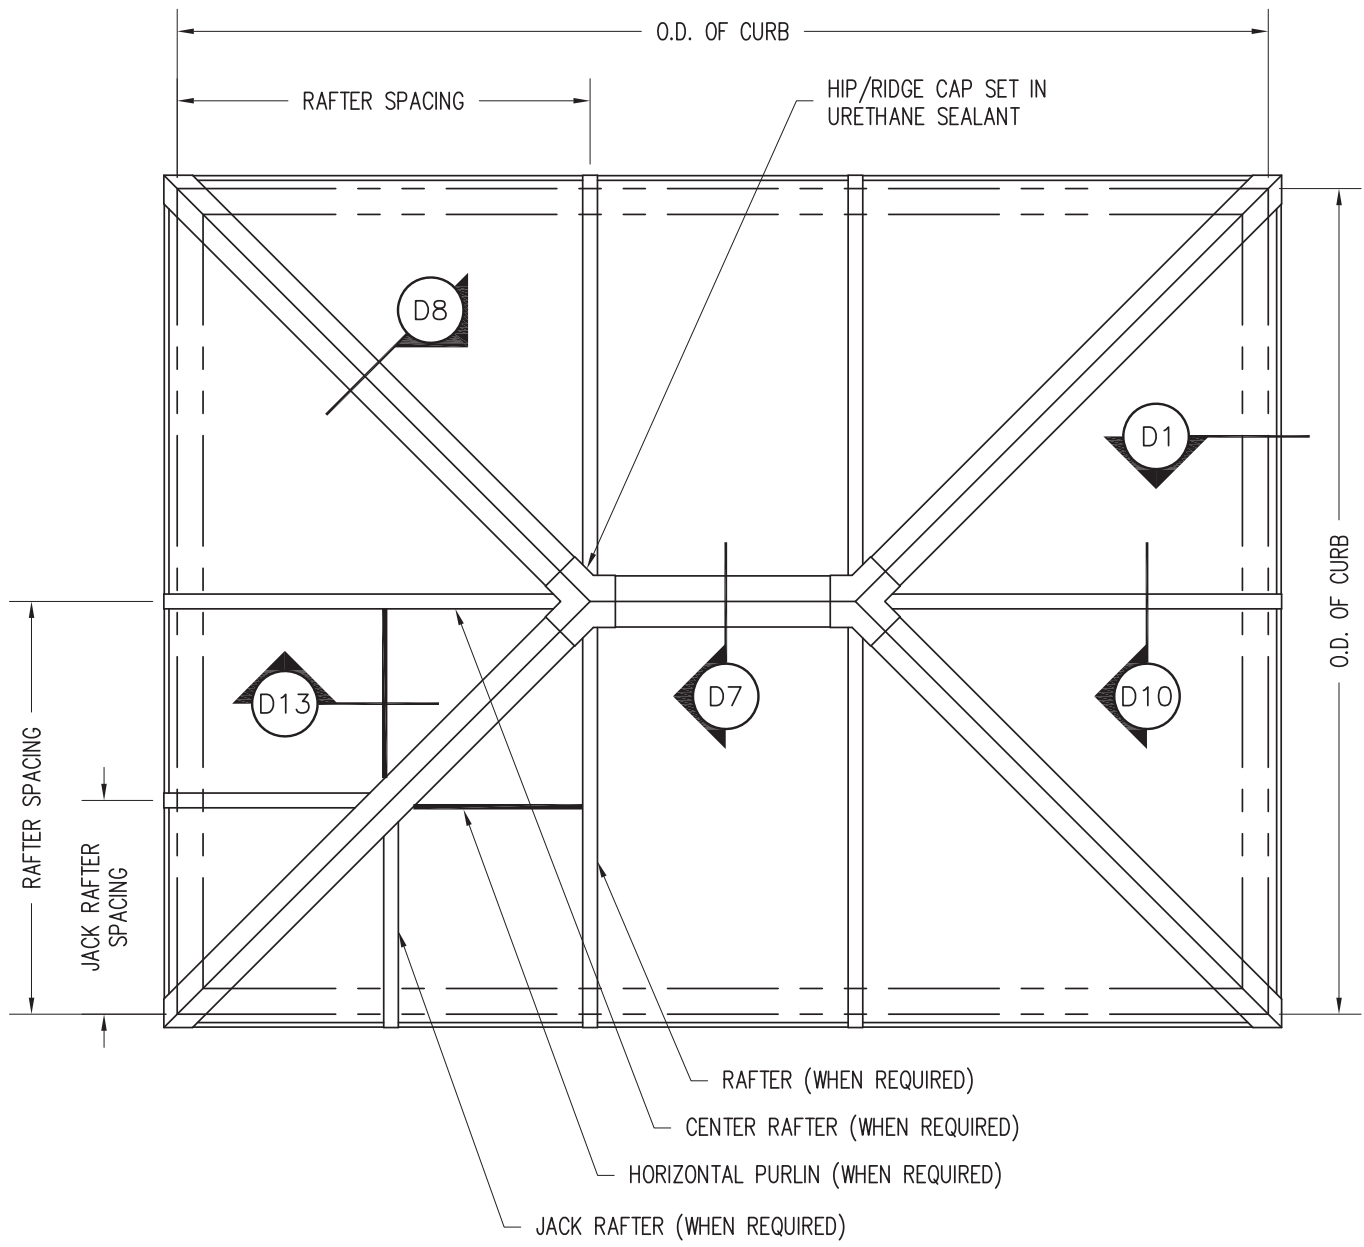 O.D. OF CURB
RAFTER SPACING
HIP/RIDGE CAP SET IN
URETHANE SEALANT
D8
D1
O.D. OF CURB
D13
D7
D10
RAFTER SPACING
JACK RAFTER
SPACING
RAFTER (WHEN REQUIRED)
CENTER RAFTER (WHEN REQUIRED)
HORIZONTAL PURLIN (WHEN REQUIRED)
JACK RAFTER (WHEN REQUIRED)